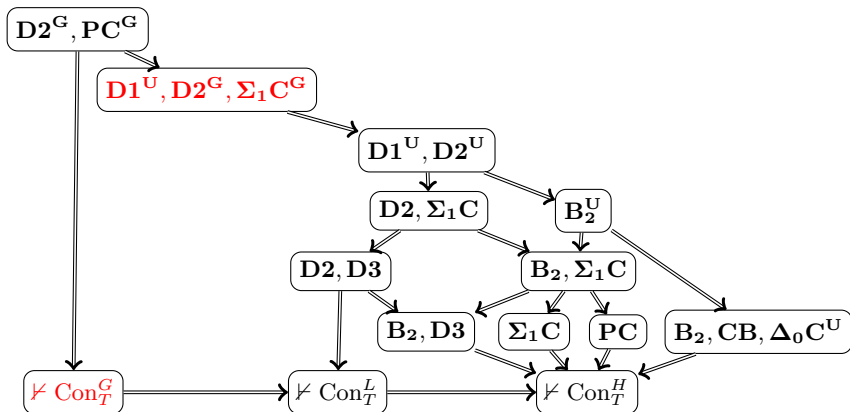 D2^G, PC^G
D1^U, D2^G, Σ₁C^G
D1^U, D2^U
D2, Σ₁C
B₂^U
D2, D3
B₂, Σ₁C
B₂, D3
Σ₁C
PC
B₂, CB, Δ₀C^U
⊬ Con_T^G
⊬ Con_T^L
⊬ Con_T^H